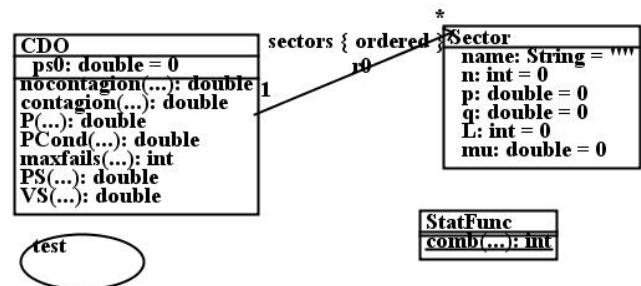 CDO
ps0: double = 0
nocontagion(...): double
contagion(...): double
P(...): double
PCond(...): double
maxfails(...): int
PS(...): double
VS(...): double
1
sectors { ordered }
r0
*
Sector
name: String = ""
n: int = 0
p: double = 0
q: double = 0
L: int = 0
mu: double = 0
StatFunc
comb(...): int
test